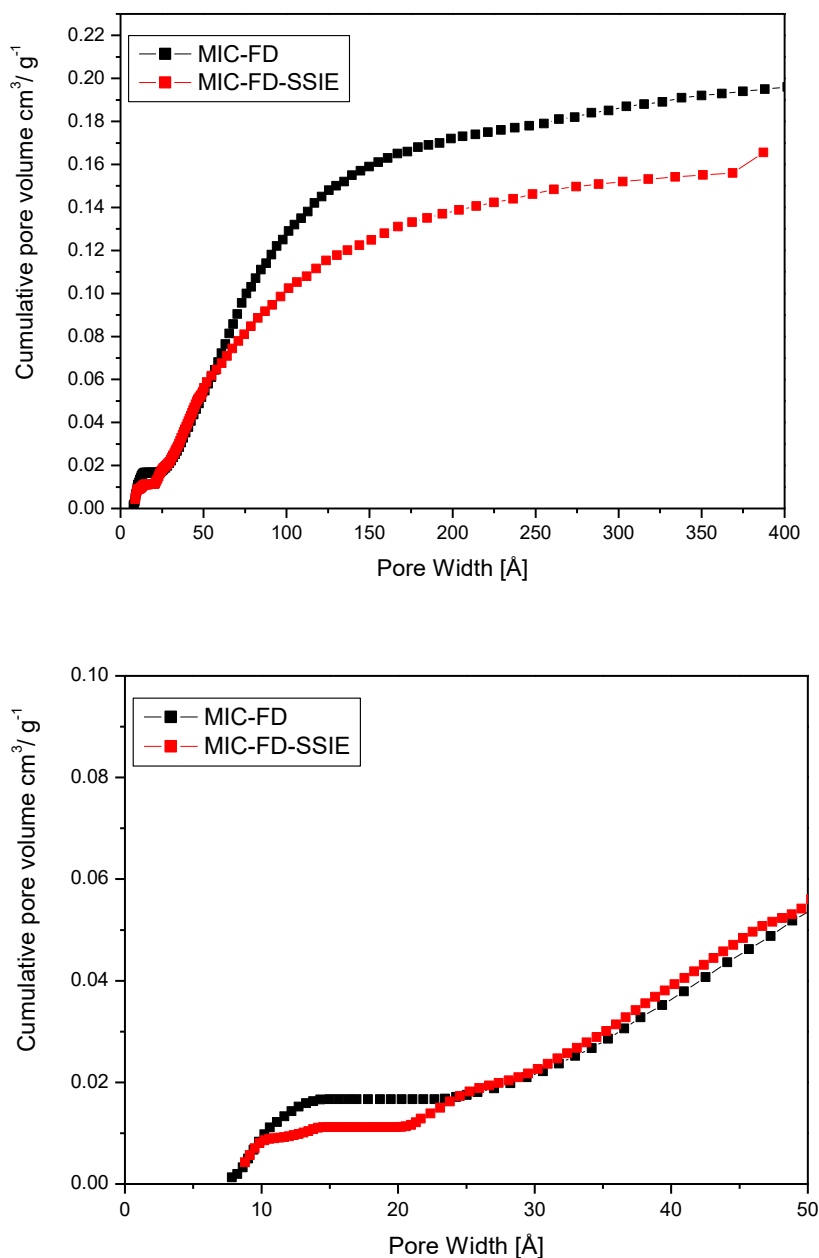 0.22
0.20
0.18
0.16
0.14
0.12
0.10
0.08
0.06
0.04
0.02
0.00
Cumulative pore volume cm³/ g⁻¹
MIC-FD
MIC-FD-SSIE
0 50 100 150 200 250 300 350 400
Pore Width [Å]
0.10
0.08
0.06
0.04
0.02
0.00
Cumulative pore volume cm³/ g⁻¹
MIC-FD
MIC-FD-SSIE
0 10 20 30 40 50
Pore Width [Å]